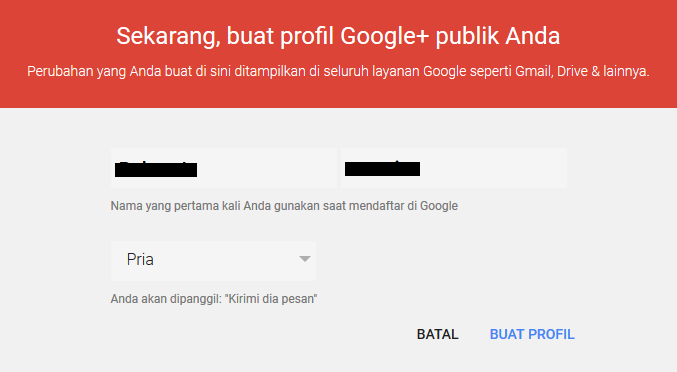 Sekarang, buat profil Google+ publik Anda
Perubahan yang Anda buat di sini ditampilkan di seluruh layanan Google seperti Gmail, Drive & lainnya.
Nama yang pertama kali Anda gunakan saat mendaftar di Google
Pria
Anda akan dipanggil: "Kirimi dia pesan"
BATAL BUAT PROFIL